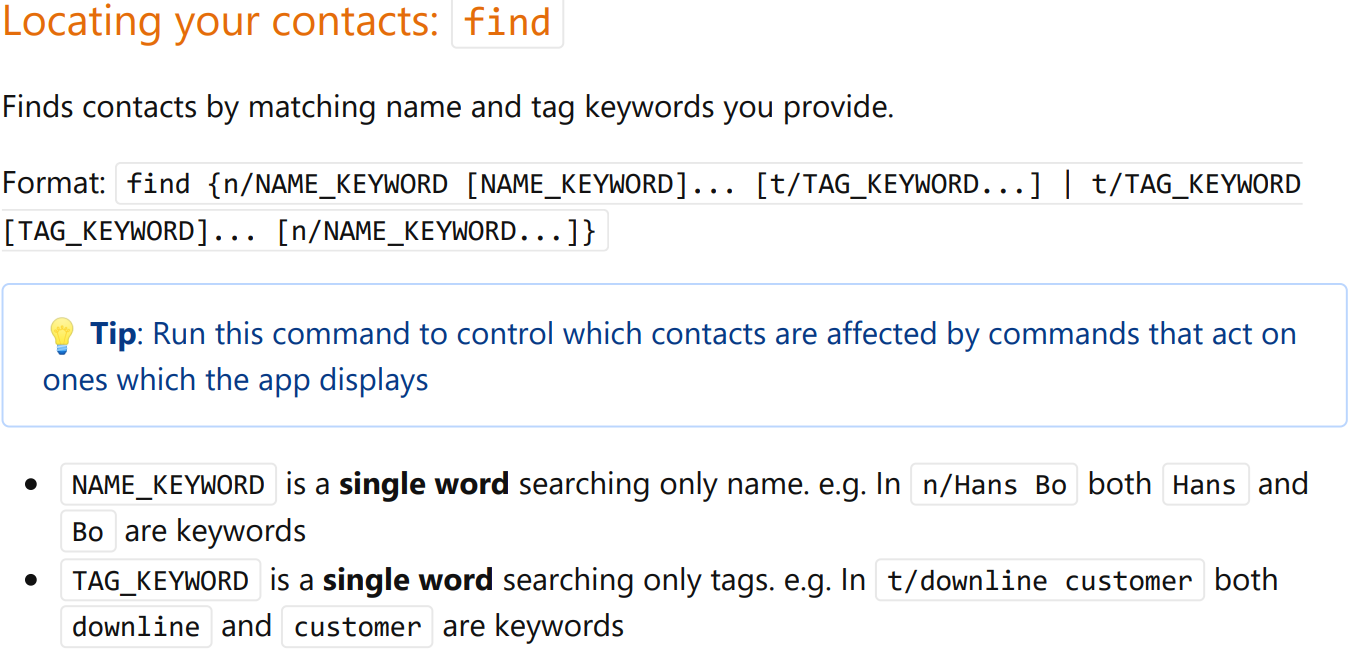 Locating your contacts: find
Finds contacts by matching name and tag keywords you provide.
Format: find {n/NAME_KEYWORD [NAME_KEYWORD]... [t/TAG_KEYWORD...] | t/TAG_KEYWORD
[TAG_KEYWORD]... [n/NAME_KEYWORD...]}
💡 Tip: Run this command to control which contacts are affected by commands that act on
ones which the app displays
• NAME_KEYWORD is a single word searching only name. e.g. In n/Hans Bo both Hans and
Bo are keywords
• TAG_KEYWORD is a single word searching only tags. e.g. In t/downline customer both
downline and customer are keywords